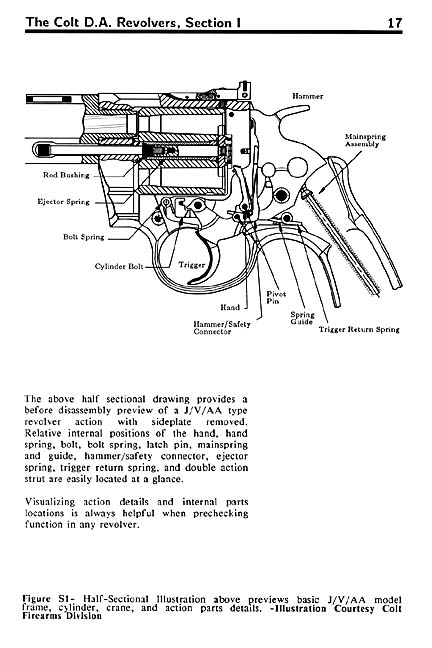 The Colt D.A. Revolvers, Section I 17
Hammer
Mainspring
Assembly
Rod Bushing
Ejector Spring
Bolt Spring
Cylinder Bolt
Trigger
Hand
Pivot
Pin
Spring
Guide
Hammer/Safety
Connector
Trigger Return Spring
The above half sectional drawing provides a
before disassembly preview of a J/V/AA type
revolver action with sideplate removed.
Relative internal positions of the hand, hand
spring, bolt, bolt spring, latch pin, mainspring
and guide, hammer/safety connector, ejector
spring, trigger return spring, and double action
strut are easily located at a glance.
Visualizing action details and internal parts
locations is always helpful when prechecking
function in any revolver.
Figure S1- Half-Sectional Illustration above previews basic J/V/AA model
frame, cylinder, crane, and action parts details. -Illustration Courtesy Colt
Firearms Division